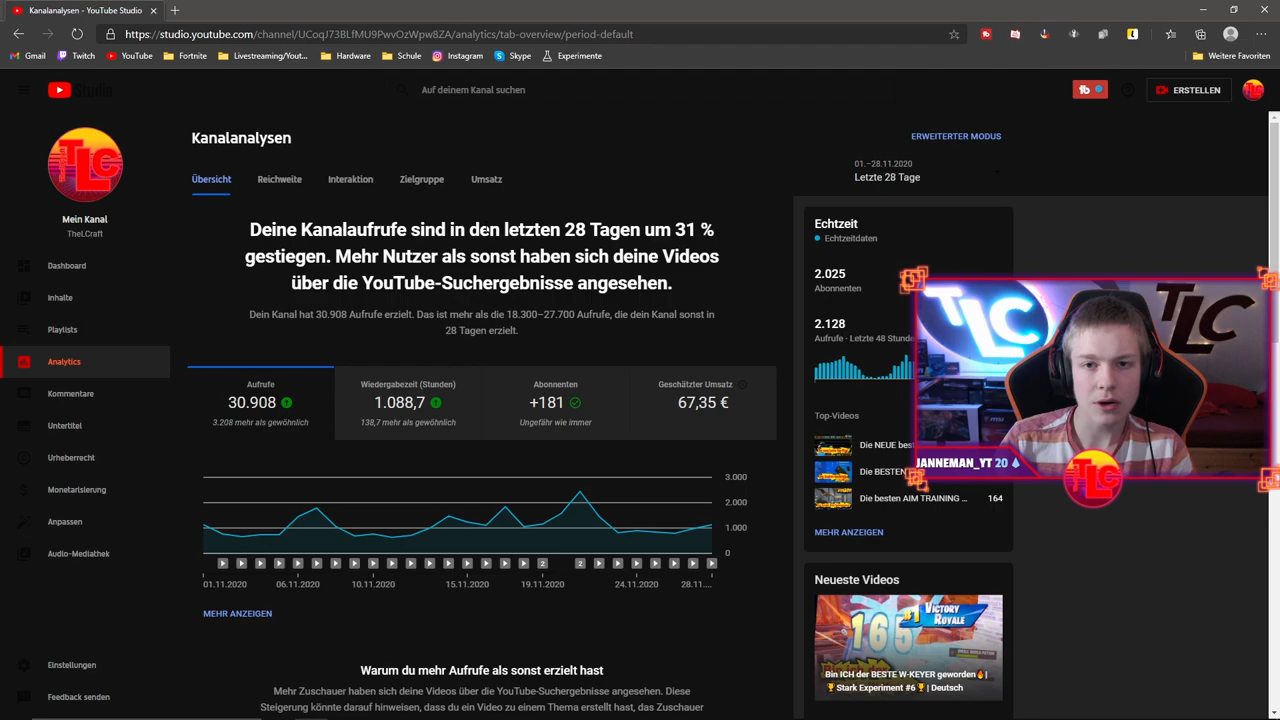 Kanalanalysen - YouTube Studio
https://studio.youtube.com/channel/UCoqJ738LfMU9PwvOzWpw8ZA/analytics/tab-overview/period-default
Gmail Twitch YouTube Fortnite Livestreaming/Yout... Hardware Schule Instagram Skype Experimente Weitere Favoriten
Studio
Auf deinem Kanal suchen
tb
ERSTELLEN
TLC
Mein Kanal
TheLCraft
Dashboard
Inhalte
Playlists
Analytics
Kommentare
Untertitel
Urheberrecht
Monetarisierung
Anpassen
Audio-Mediathek
Einstellungen
Feedback senden
Kanalanalysen
ERWEITERTER MODUS
01.–28.11.2020
Letzte 28 Tage
Übersicht Reichweite Interaktion Zielgruppe Umsatz
Deine Kanalaufrufe sind in den letzten 28 Tagen um 31 %
gestiegen. Mehr Nutzer als sonst haben sich deine Videos
über die YouTube-Suchergebnisse angesehen.
Dein Kanal hat 30.908 Aufrufe erzielt. Das ist mehr als die 18.300–27.700 Aufrufe, die dein Kanal sonst in
28 Tagen erzielt.
Aufrufe
30.908
3.208 mehr als gewöhnlich
Wiedergabezeit (Stunden)
1.088,7
138,7 mehr als gewöhnlich
Abonnenten
+181
Ungefähr wie immer
Geschätzter Umsatz
67,35 €
3.000
2.000
1.000
0
2 2
01.11.2020 06.11.2020 10.11.2020 15.11.2020 19.11.2020 24.11.2020 28.11....
MEHR ANZEIGEN
Warum du mehr Aufrufe als sonst erzielt hast
Mehr Zuschauer haben sich deine Videos über die YouTube-Suchergebnisse angesehen. Diese
Steigerung könnte darauf hinweisen, dass du ein Video zu einem Thema erstellt hast, das Zuschauer
Echtzeit
Echtzeitdaten
2.025
Abonnenten
2.128
Aufrufe · Letzte 48 Stunde
Top-Videos
Die NEUE bes
Die BESTEN
Die besten AIM TRAINING ... 164
MEHR ANZEIGEN
TLC
TLC
JANNEMAN_YT 20
TLC
Neueste Videos
#1 VICTORY
ROYALE
165
Bin ICH der BESTE W-KEYER geworden🔥|
🏆Stark Experiment #6🏆 | Deutsch